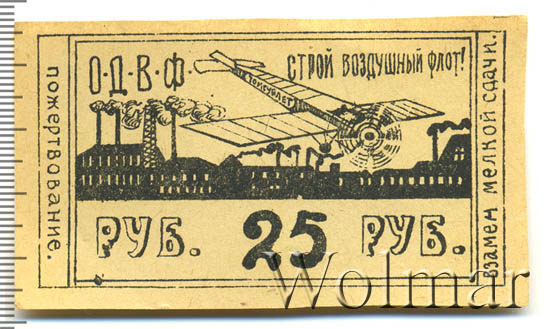 О.Д.В.Ф.
СТРОЙ ВОЗДУШНЫЙ ФЛОТ!
пожертвование.
взамен мелкой сдачи.
РУБ. 25 РУБ.
Wolmar